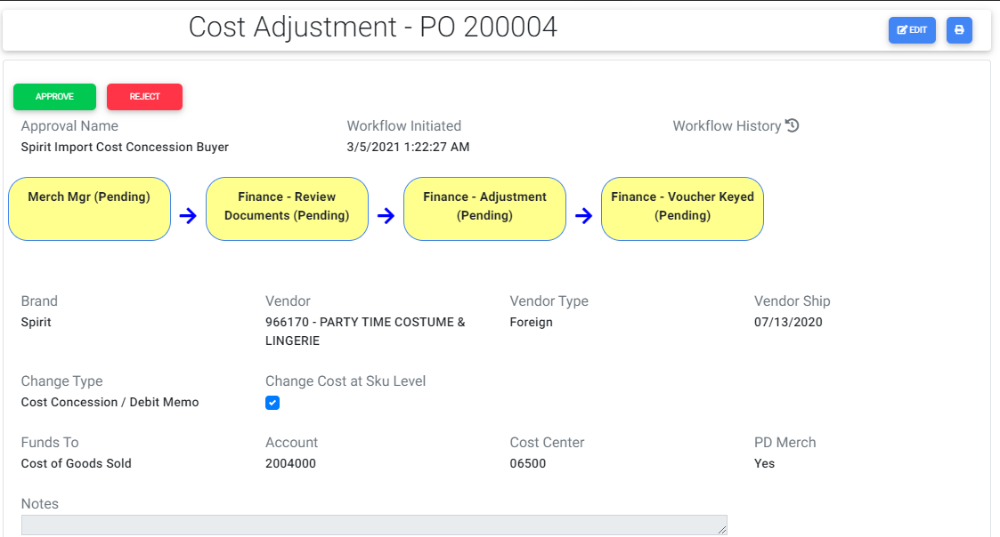 Cost Adjustment - PO 200004
EDIT
APPROVE
REJECT
Approval Name
Workflow Initiated
Workflow History
Spirit Import Cost Concession Buyer
3/5/2021 1:22:27 AM
Merch Mgr (Pending)
Finance - Review
Documents (Pending)
Finance - Adjustment
(Pending)
Finance - Voucher Keyed
(Pending)
Brand
Vendor
Vendor Type
Vendor Ship
Spirit
966170 - PARTY TIME COSTUME &
LINGERIE
Foreign
07/13/2020
Change Type
Change Cost at Sku Level
Cost Concession / Debit Memo
Funds To
Account
Cost Center
PD Merch
Cost of Goods Sold
2004000
06500
Yes
Notes